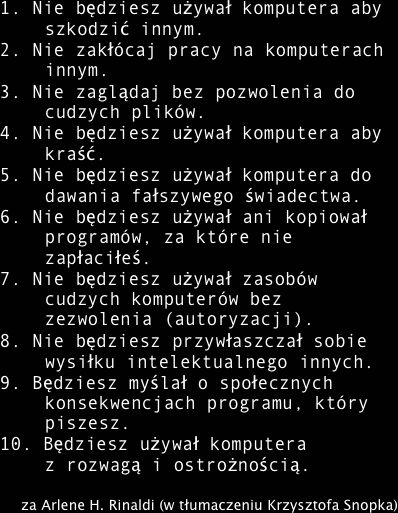 1. Nie będziesz używał komputera aby
szkodzić innym.
2. Nie zakłócaj pracy na komputerach
innym.
3. Nie zaglądaj bez pozwolenia do
cudzych plików.
4. Nie będziesz używał komputera aby
kraść.
5. Nie będziesz używał komputera do
dawania fałszywego świadectwa.
6. Nie będziesz używał ani kopiował
programów, za które nie
zapłaciłeś.
7. Nie będziesz używał zasobów
cudzych komputerów bez
zezwolenia (autoryzacji).
8. Nie będziesz przywłaszczał sobie
wysiłku intelektualnego innych.
9. Będziesz myślał o społecznych
konsekwencjach programu, który
piszesz.
10. Będziesz używał komputera
z rozwagą i ostrożnością.
za Arlene H. Rinaldi (w tłumaczeniu Krzysztofa Snopka)